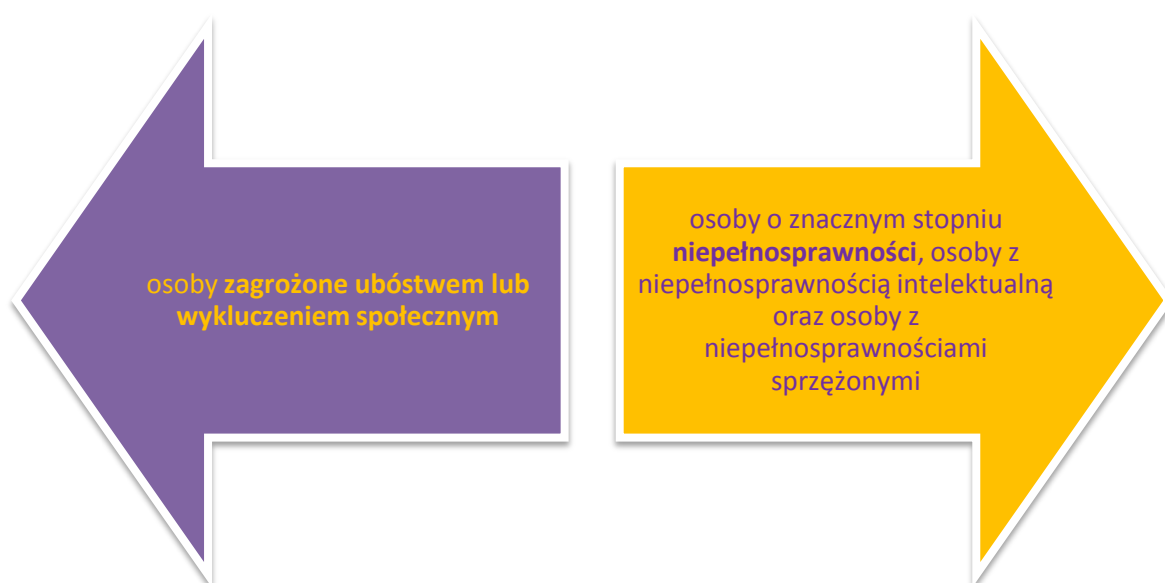 osoby zagrożone ubóstwem lub
wykluczeniem społecznym
osoby o znacznym stopniu
niepełnosprawności, osoby z
niepełnosprawnością intelektualną
oraz osoby z
niepełnosprawnościami
sprzężonymi